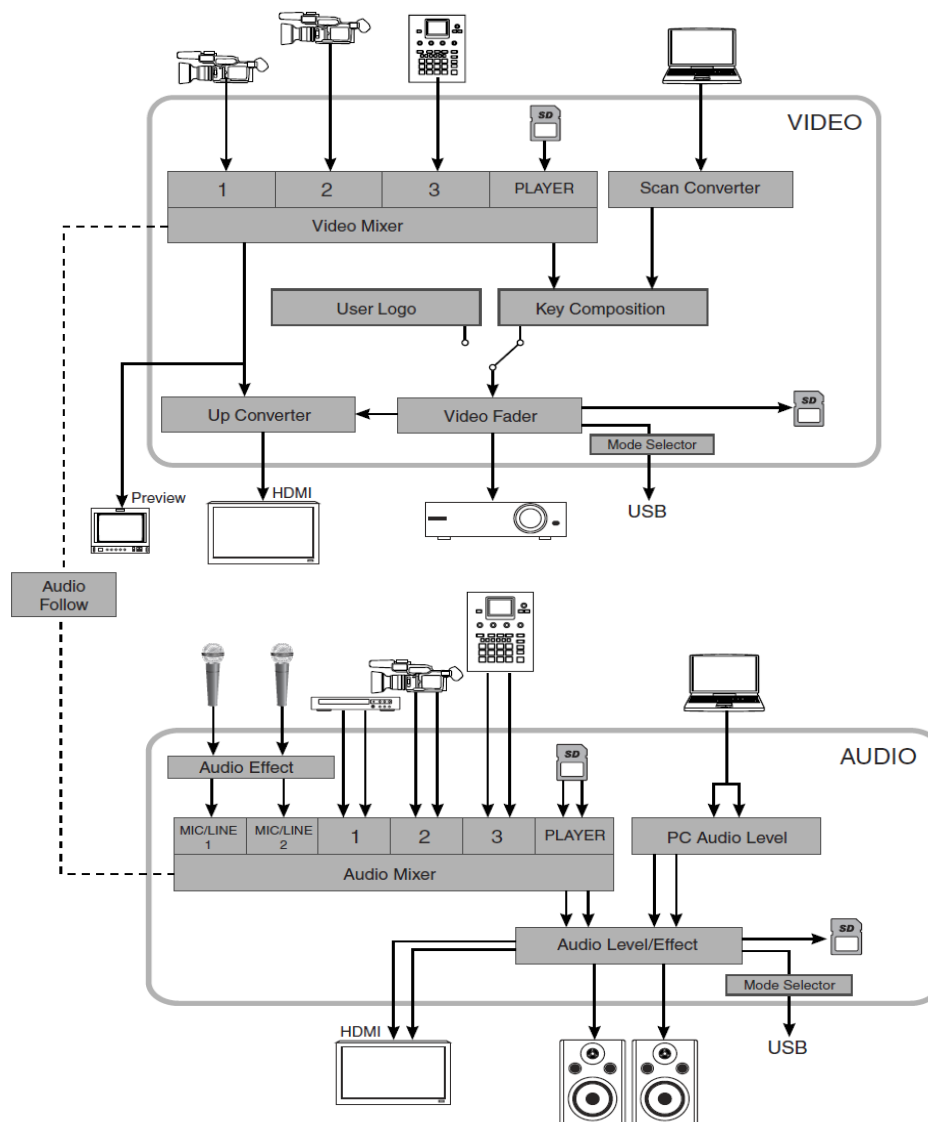 VIDEO
SD
1
2
3
PLAYER
Scan Converter
Video Mixer
User Logo
Key Composition
Up Converter
Video Fader
SD
Mode Selector
Preview
HDMI
USB
Audio
Follow
AUDIO
Audio Effect
SD
MIC/LINE
1
MIC/LINE
2
1
2
3
PLAYER
PC Audio Level
Audio Mixer
Audio Level/Effect
SD
Mode Selector
HDMI
USB